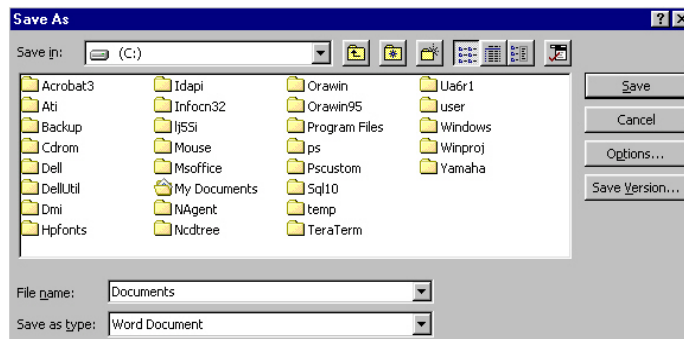 Save As
Save in: (C:)
Acrobat3 Idapi Orawin Ua6r1 Save
Ati Infocn32 Orawin95 user
Backup lj5Si Program Files Windows Cancel
Cdrom Mouse ps Winproj
Dell Msoffice Pscustom Yamaha Options...
DellUtil My Documents Sql10 Save Version...
Dmi NAgent temp
Hpfonts Ncdtree TeraTerm
File name: Documents
Save as type: Word Document